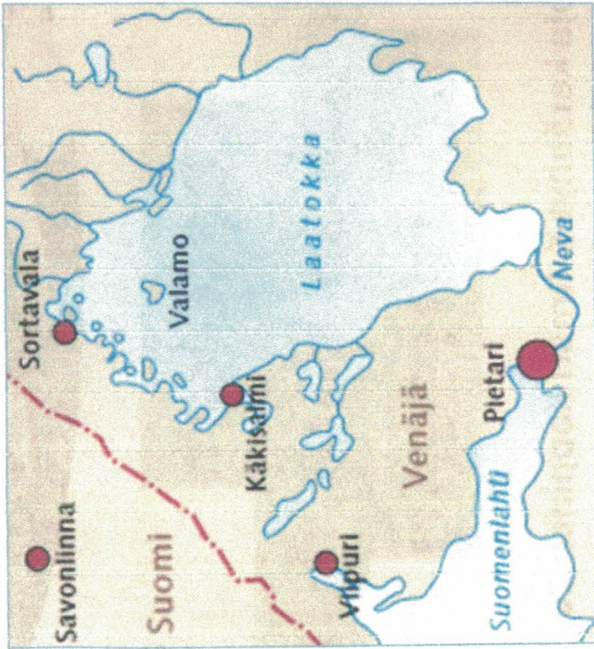 Sortavala
Savonlinna
Suomi
Valamo
Käkisalmi
Laatokka
Viipuri
Venäjä
Pietari
Suomenlahti
Neva